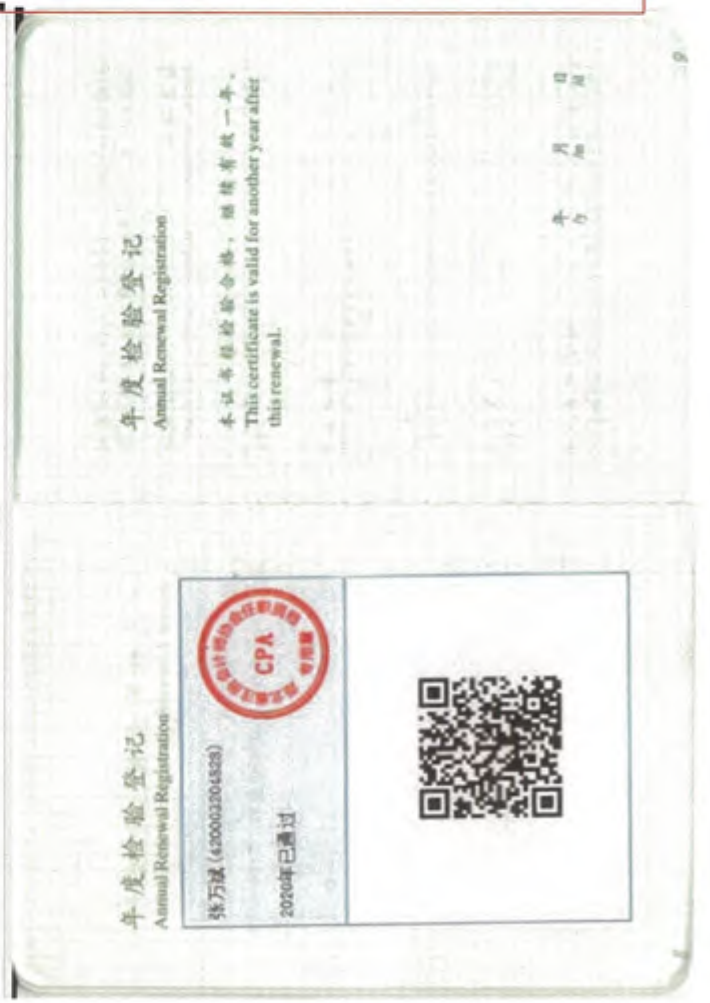 年度检验登记
Annual Renewal Registration
张万斌 (420003204828)
2020年已通过
CPA
年度检验登记
Annual Renewal Registration
本证书经检验合格，继续有效一年。
This certificate is valid for another year after
this renewal.
年 月 日
/y /m /d